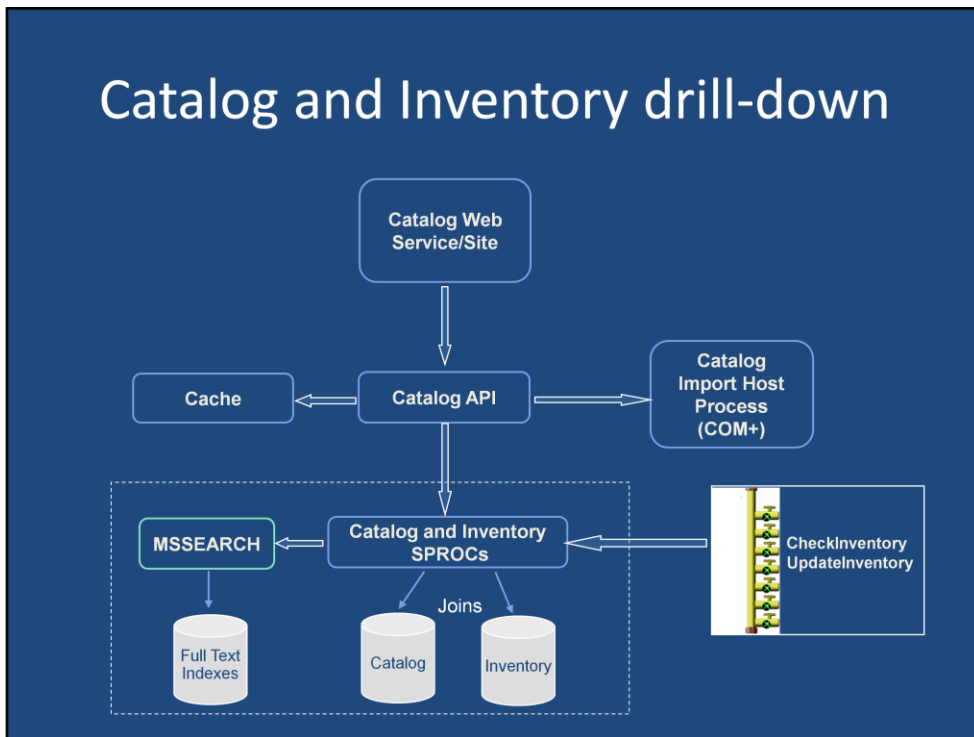 Catalog and Inventory drill-down
Catalog Web
Service/Site
Cache
Catalog API
Catalog
Import Host
Process
(COM+)
MSSEARCH
Catalog and Inventory
SPROCs
CheckInventory
UpdateInventory
Joins
Full Text
Indexes
Catalog
Inventory